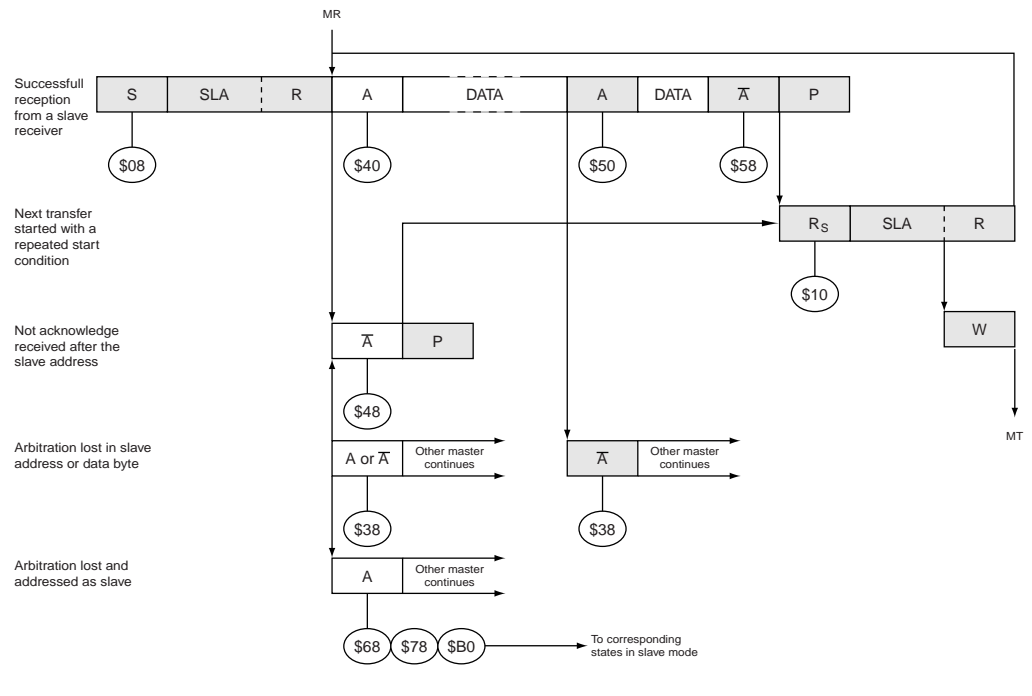 MR
Successfull
reception
from a slave
receiver
S SLA R A DATA A DATA A̅ P
$08 $40 $50 $58
Next transfer
started with a
repeated start
condition
RS SLA R
$10
Not acknowledge
received after the
slave address
A̅ P
W
$48
MT
Arbitration lost in slave
address or data byte
A or A̅
Other master
continues
A̅
Other master
continues
$38 $38
Arbitration lost and
addressed as slave
A
Other master
continues
$68 $78 $B0
To corresponding
states in slave mode